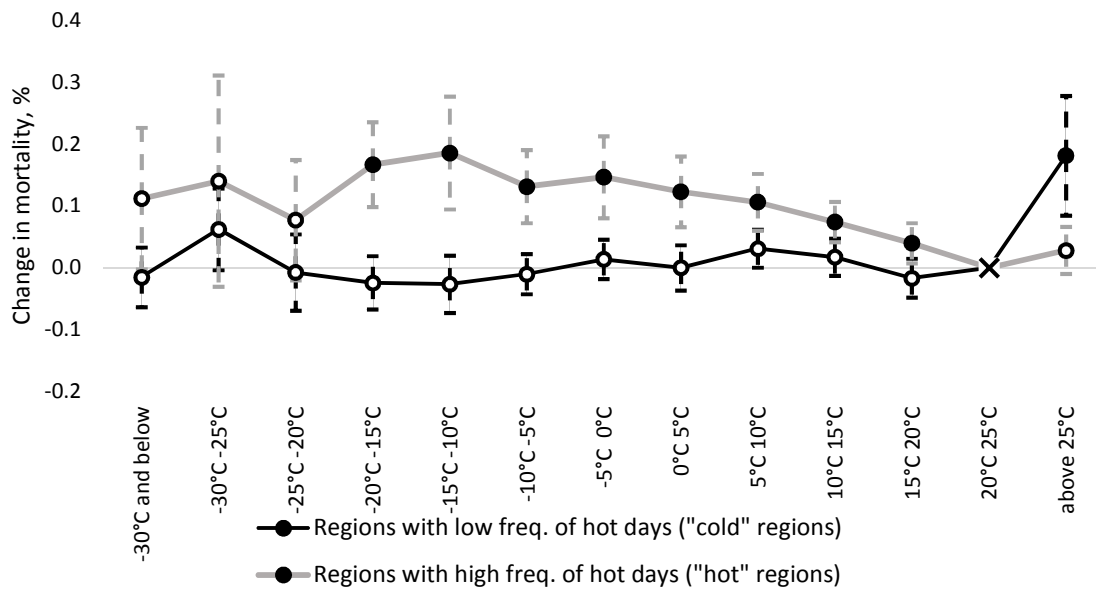 0.4
0.3
0.2
0.1
0.0
-0.1
-0.2
Change in mortality, %
-30°C and below
-30°C -25°C
-25°C -20°C
-20°C -15°C
-15°C -10°C
-10°C -5°C
-5°C 0°C
0°C 5°C
5°C 10°C
10°C 15°C
15°C 20°C
20°C 25°C
above 25°C
Regions with low freq. of hot days ("cold" regions)
Regions with high freq. of hot days ("hot" regions)